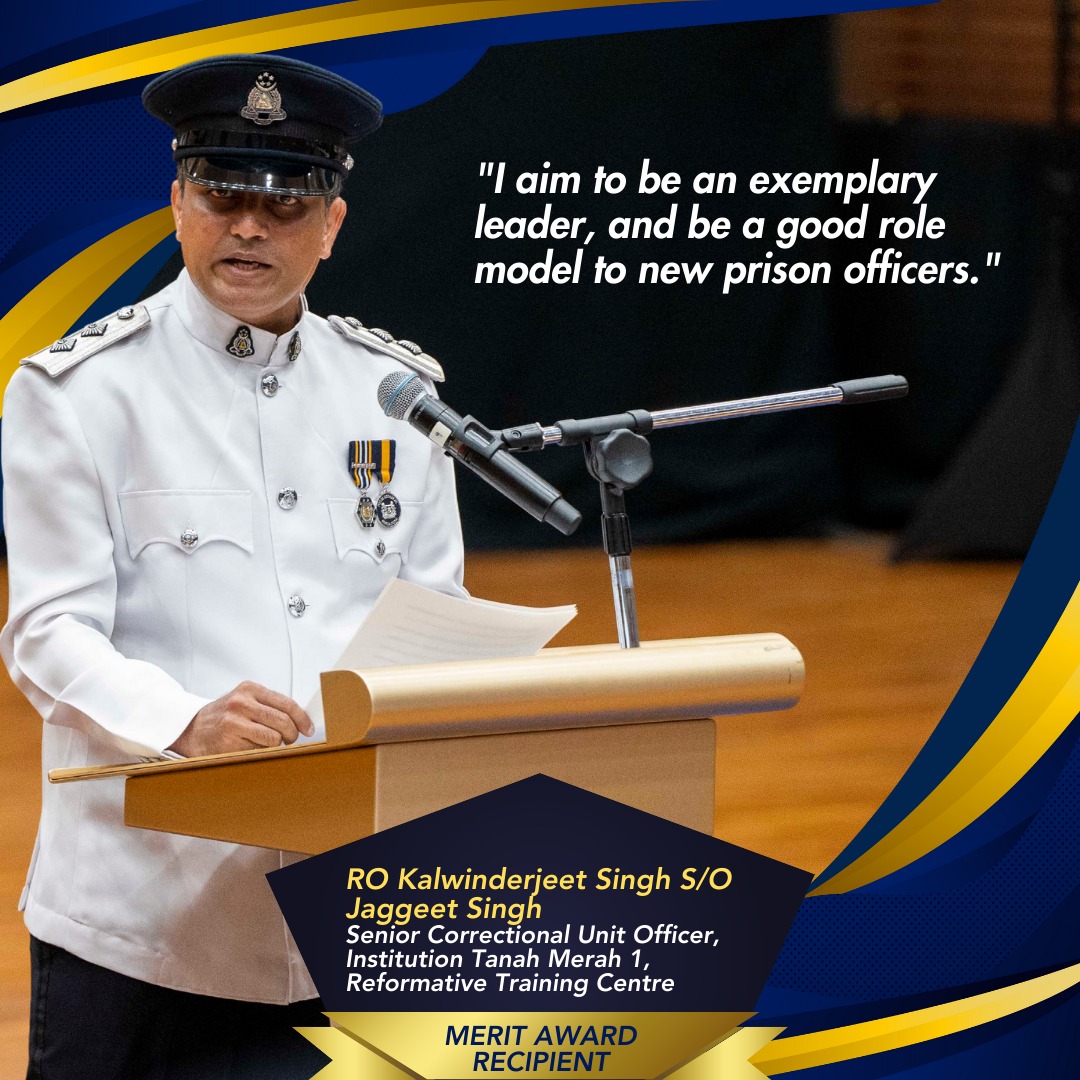 "I aim to be an exemplary
leader, and be a good role
model to new prison officers."
RO Kalwinderjeet Singh S/O
Jaggeet Singh
Senior Correctional Unit Officer,
Institution Tanah Merah 1,
Reformative Training Centre
MERIT AWARD
RECIPIENT